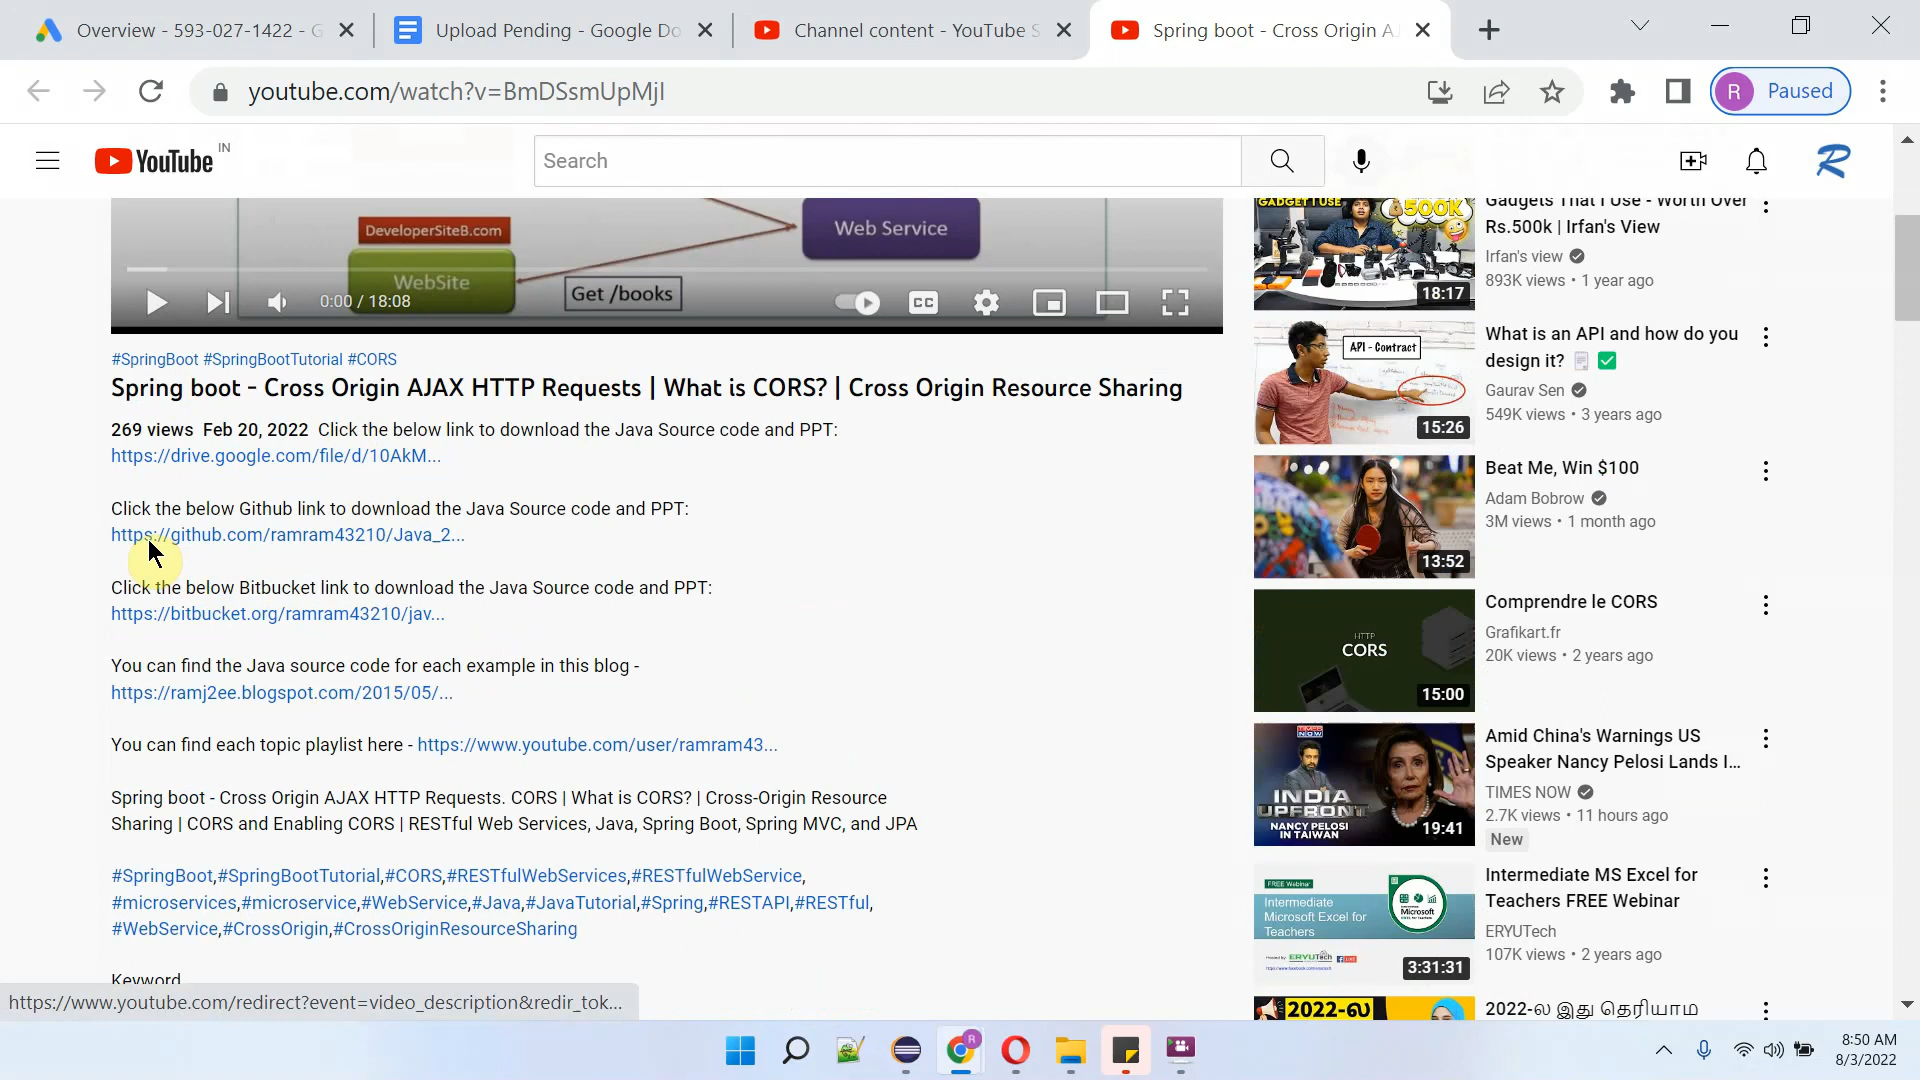 Overview - 593-027-1422 - G
Upload Pending - Google Do
Channel content - YouTube S
Spring boot - Cross Origin AJ
youtube.com/watch?v=BmDSsmUpMjI
R
Paused
YouTube IN
Search
DeveloperSiteB.com
WebSite
Web Service
Get /books
0:00 / 18:08
CC
#SpringBoot #SpringBootTutorial #CORS
Spring boot - Cross Origin AJAX HTTP Requests | What is CORS? | Cross Origin Resource Sharing
269 views Feb 20, 2022 Click the below link to download the Java Source code and PPT:
https://drive.google.com/file/d/10AkM...
Click the below Github link to download the Java Source code and PPT:
https://github.com/ramram43210/Java_2...
Click the below Bitbucket link to download the Java Source code and PPT:
https://bitbucket.org/ramram43210/jav...
You can find the Java source code for each example in this blog -
https://ramj2ee.blogspot.com/2015/05/...
You can find each topic playlist here - https://www.youtube.com/user/ramram43...
Spring boot - Cross Origin AJAX HTTP Requests. CORS | What is CORS? | Cross-Origin Resource
Sharing | CORS and Enabling CORS | RESTful Web Services, Java, Spring Boot, Spring MVC, and JPA
#SpringBoot,#SpringBootTutorial,#CORS,#RESTfulWebServices,#RESTfulWebService,
#microservices,#microservice,#WebService,#Java,#JavaTutorial,#Spring,#RESTAPI,#RESTful,
#WebService,#CrossOrigin,#CrossOriginResourceSharing
Keyword
https://www.youtube.com/redirect?event=video_description&redir_tok...
GADGET I USE
₹500K
18:17
Gadgets That I Use - Worth Over
Rs.500k | Irfan's View
Irfan's view
893K views • 1 year ago
API - Contract
15:26
What is an API and how do you
design it?
Gaurav Sen
549K views • 3 years ago
13:52
Beat Me, Win $100
Adam Bobrow
3M views • 1 month ago
HTTP
CORS
15:00
Comprendre le CORS
Grafikart.fr
20K views • 2 years ago
TIMES NOW
INDIA
UPFRONT
NANCY PELOSI
IN TAIWAN
19:41
Amid China's Warnings US
Speaker Nancy Pelosi Lands I...
TIMES NOW
2.7K views • 11 hours ago
New
FREE Webinar
Intermediate
Microsoft Excel for
Teachers
Microsoft
ERYUTech
3:31:31
Intermediate MS Excel for
Teachers FREE Webinar
ERYUTech
107K views • 2 years ago
2022-ல
2022-ல இது தெரியாம
8:50 AM
8/3/2022